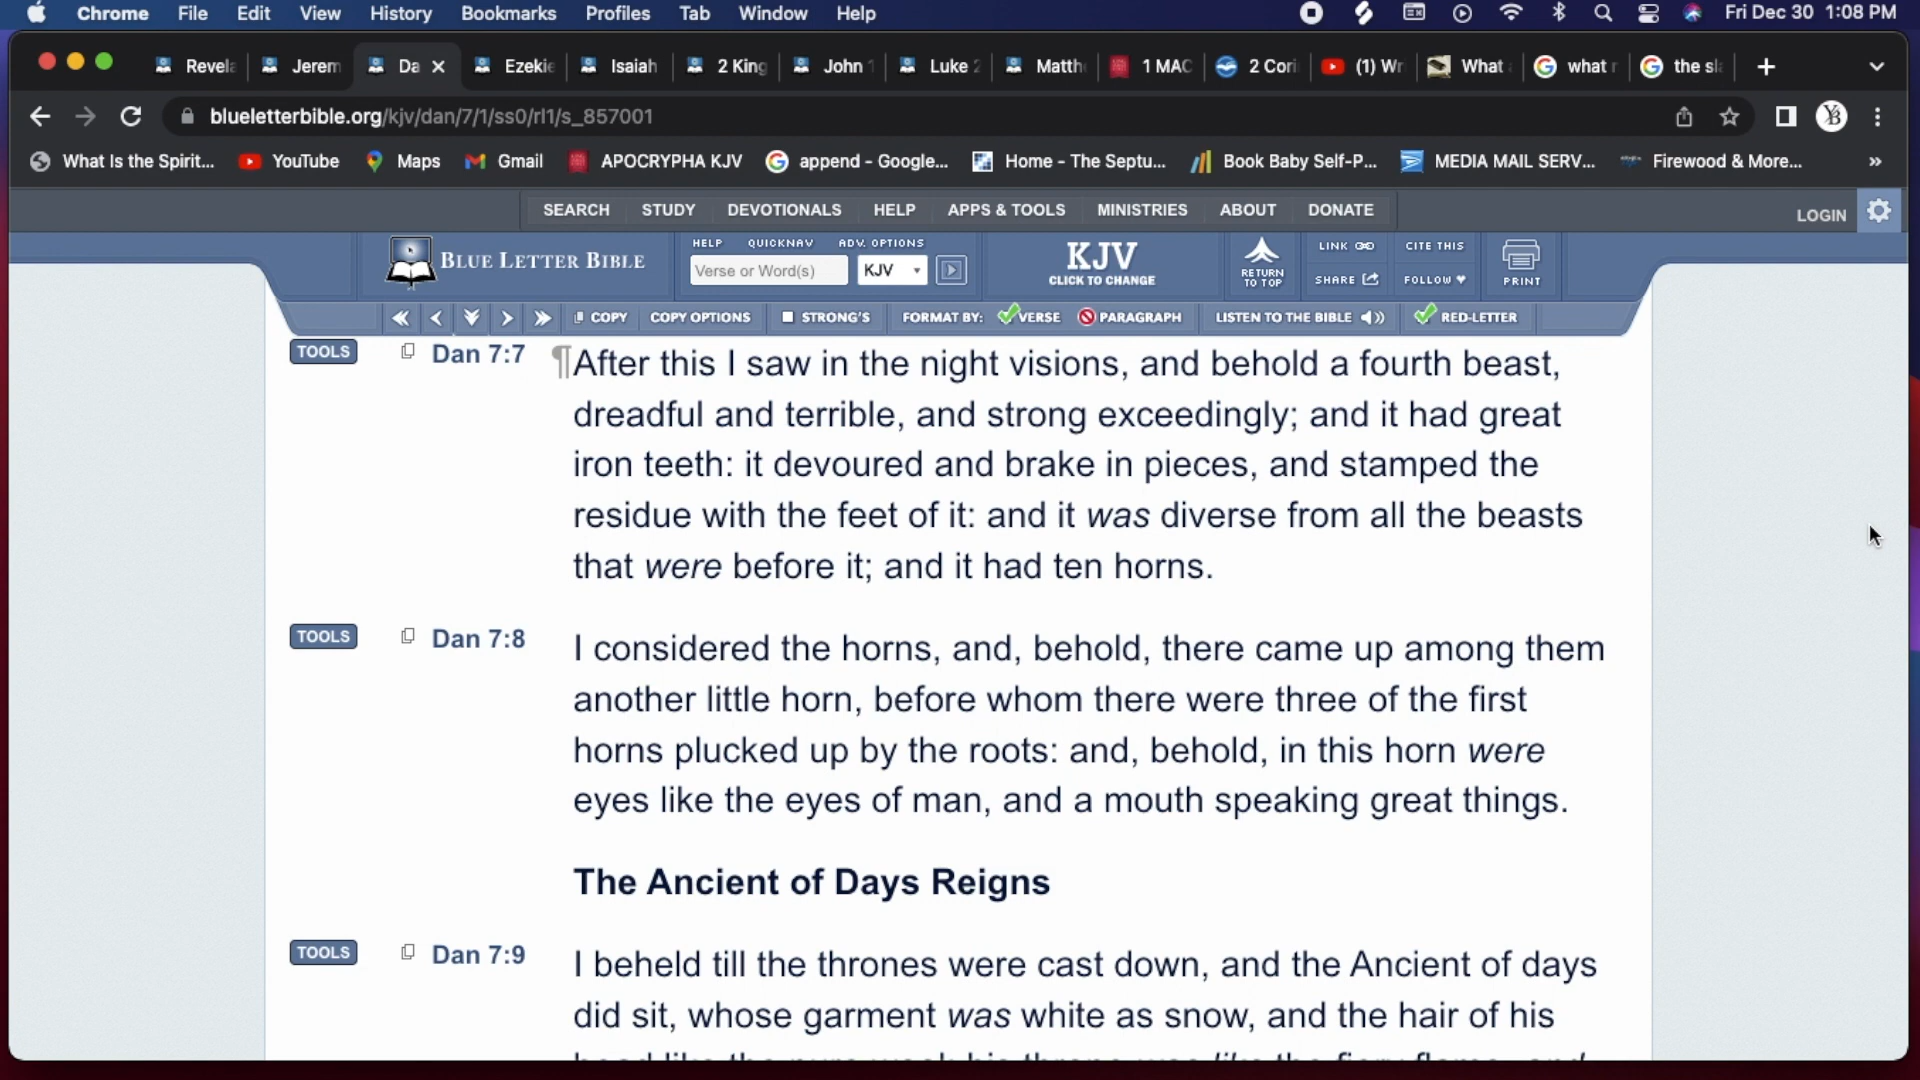 Chrome File Edit View History Bookmarks Profiles Tab Window Help Fri Dec 30 1:08 PM
Revela Jerem Da Ezekie Isaiah 2 King John 1 Luke 2 Matth 1 MAC 2 Cori (1) Wr What what r the sla
blueletterbible.org/kjv/dan/7/1/ss0/rl1/s_857001
What Is the Spirit... YouTube Maps Gmail APOCRYPHA KJV append - Google... Home - The Septu... Book Baby Self-P... MEDIA MAIL SERV... Firewood & More... »
SEARCH STUDY DEVOTIONALS HELP APPS & TOOLS MINISTRIES ABOUT DONATE LOGIN
HELP QUICKNAV ADV. OPTIONS
BLUE LETTER BIBLE Verse or Word(s) KJV KJV CLICK TO CHANGE RETURN TO TOP LINK CITE THIS SHARE FOLLOW PRINT
COPY COPY OPTIONS STRONG'S FORMAT BY: VERSE PARAGRAPH LISTEN TO THE BIBLE RED-LETTER
TOOLS Dan 7:7 ¶After this I saw in the night visions, and behold a fourth beast,
dreadful and terrible, and strong exceedingly; and it had great
iron teeth: it devoured and brake in pieces, and stamped the
residue with the feet of it: and it was diverse from all the beasts
that were before it; and it had ten horns.
TOOLS Dan 7:8 I considered the horns, and, behold, there came up among them
another little horn, before whom there were three of the first
horns plucked up by the roots: and, behold, in this horn were
eyes like the eyes of man, and a mouth speaking great things.
The Ancient of Days Reigns
TOOLS Dan 7:9 I beheld till the thrones were cast down, and the Ancient of days
did sit, whose garment was white as snow, and the hair of his